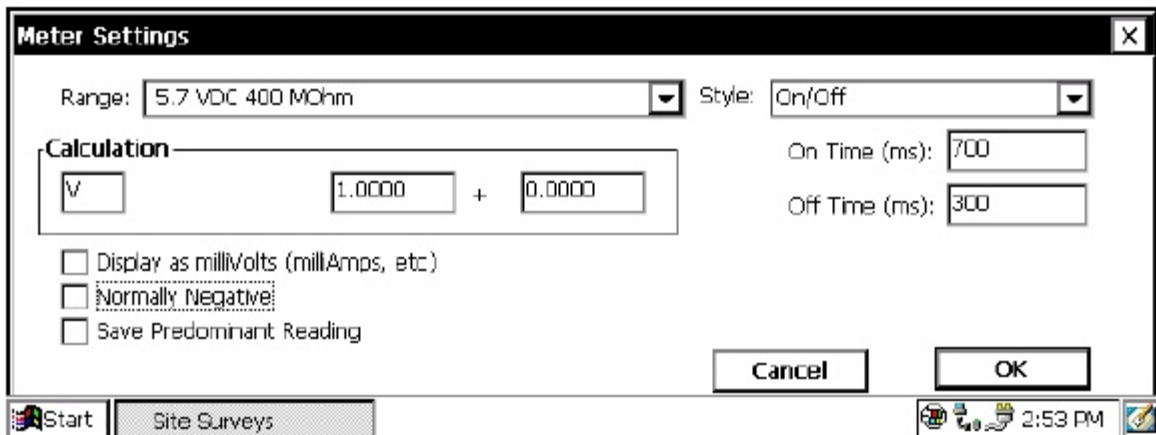 Meter Settings
Range: 5.7 VDC 400 MOhm Style: On/Off
Calculation On Time (ms): 700
V 1.0000 + 0.0000 Off Time (ms): 300
Display as milliVolts (milliAmps, etc)
Normally Negative
Save Predominant Reading
Cancel OK
Start Site Surveys 2:53 PM